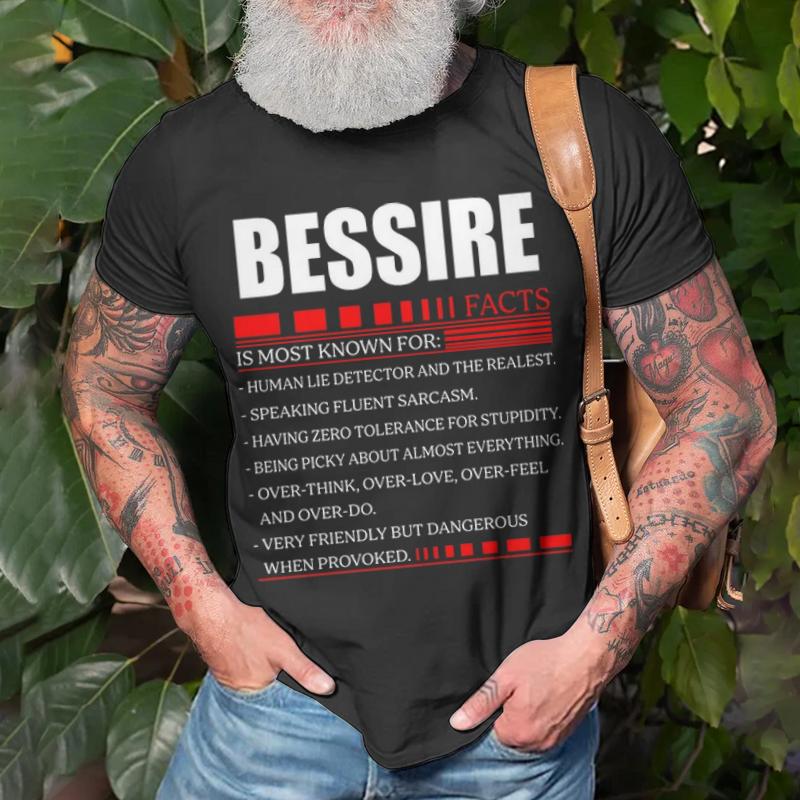 BESSIRE
FACTS
IS MOST KNOWN FOR:
- HUMAN LIE DETECTOR AND THE REALEST.
- SPEAKING FLUENT SARCASM.
- HAVING ZERO TOLERANCE FOR STUPIDITY.
- BEING PICKY ABOUT ALMOST EVERYTHING.
- OVER-THINK, OVER-LOVE, OVER-FEEL
AND OVER-DO.
- VERY FRIENDLY BUT DANGEROUS
WHEN PROVOKED.